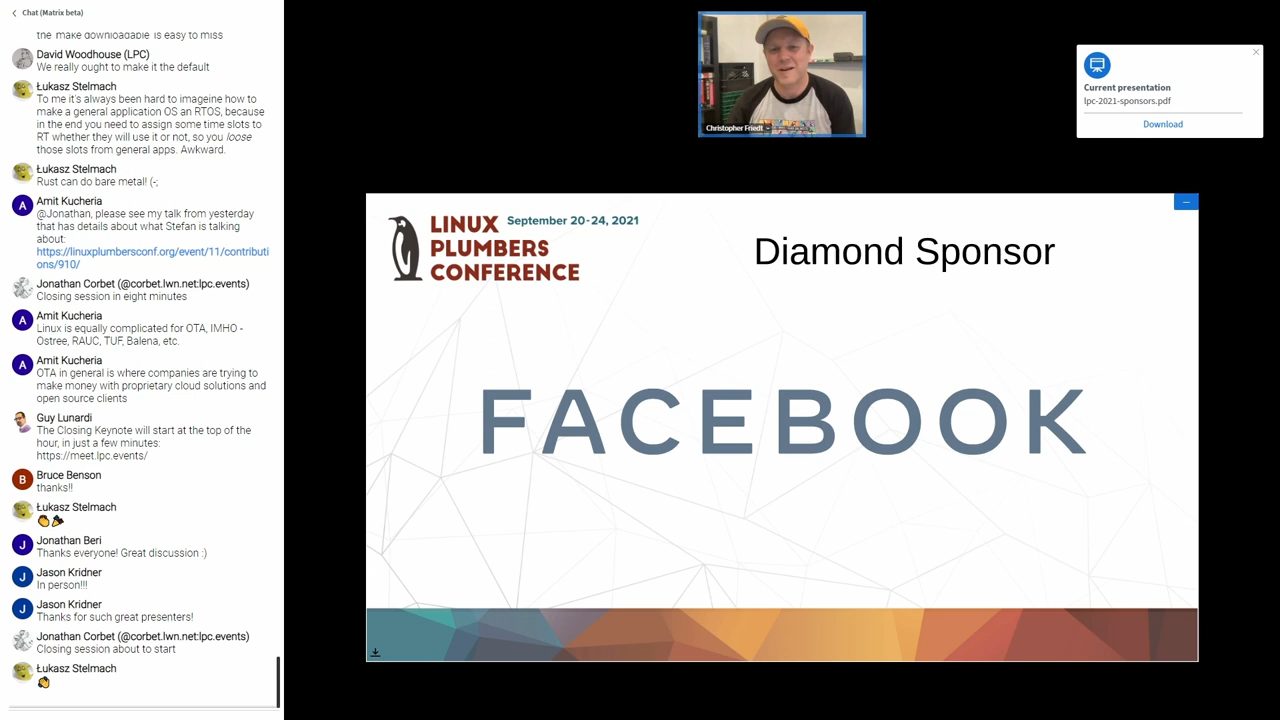 Chat (Matrix beta)
the 'make downloadable' is easy to miss
David Woodhouse (LPC)
We really ought to make it the default
Łukasz Stelmach
To me it's always been hard to imageine how to
make a general application OS an RTOS, because
in the end you need to assign some time slots to
RT whether they will use it or not, so you loose
those slots from general apps. Awkward.
Łukasz Stelmach
Rust can do bare metal! (-;
A
Amit Kucheria
@Jonathan, please see my talk from yesterday
that has details about what Stefan is talking
about:
https://linuxplumbersconf.org/event/11/contributi
ons/910/
Jonathan Corbet (@corbet.lwn.net:lpc.events)
Closing session in eight minutes
A
Amit Kucheria
Linux is equally complicated for OTA, IMHO -
Ostree, RAUC, TUF, Balena, etc.
A
Amit Kucheria
OTA in general is where companies are trying to
make money with proprietary cloud solutions and
open source clients
Guy Lunardi
The Closing Keynote will start at the top of the
hour, in just a few minutes:
https://meet.lpc.events/
B
Bruce Benson
thanks!!
Łukasz Stelmach
👏🎉
J
Jonathan Beri
Thanks everyone! Great discussion :)
J
Jason Kridner
In person!!!
J
Jason Kridner
Thanks for such great presenters!
Jonathan Corbet (@corbet.lwn.net:lpc.events)
Closing session about to start
Łukasz Stelmach
👏
Christopher Friedt
Current presentation
lpc-2021-sponsors.pdf
Download
LINUX
PLUMBERS
CONFERENCE
September 20-24, 2021
Diamond Sponsor
FACEBOOK